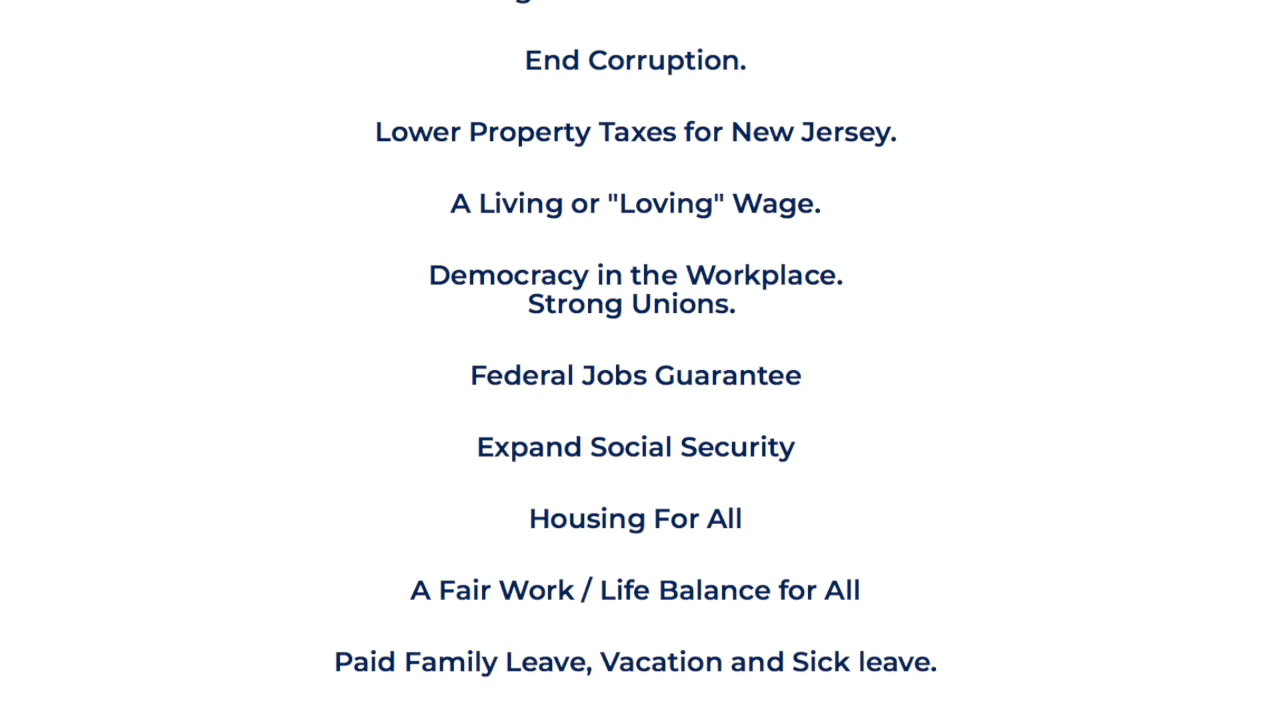 End Corruption.
Lower Property Taxes for New Jersey.
A Living or "Loving" Wage.
Democracy in the Workplace.
Strong Unions.
Federal Jobs Guarantee
Expand Social Security
Housing For All
A Fair Work / Life Balance for All
Paid Family Leave, Vacation and Sick leave.